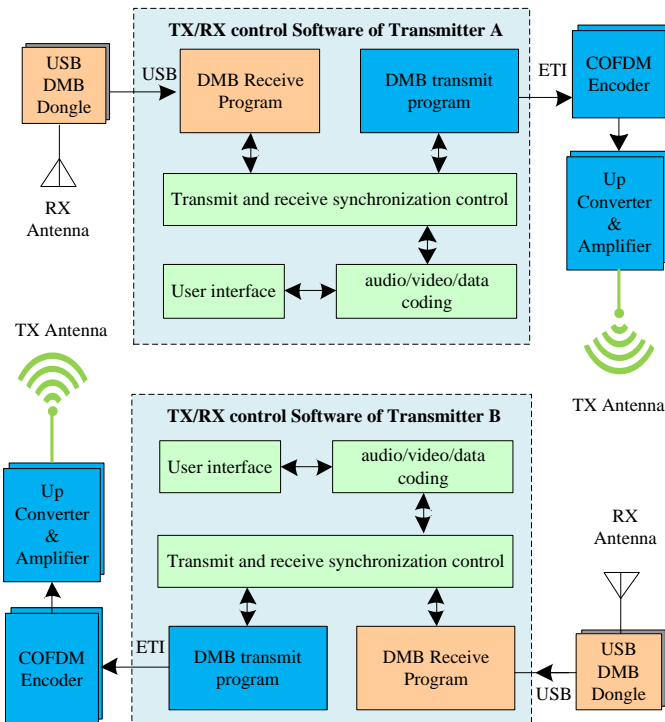 TX/RX control Software of Transmitter A
USB
DMB
Dongle
USB
DMB Receive
Program
DMB transmit
program
ETI
COFDM
Encoder
RX
Antenna
Transmit and receive synchronization control
Up
Converter
&
Amplifier
User interface
audio/video/data
coding
TX Antenna
TX Antenna
TX/RX control Software of Transmitter B
User interface
audio/video/data
coding
Up
Converter
&
Amplifier
RX
Antenna
Transmit and receive synchronization control
COFDM
Encoder
ETI
DMB transmit
program
DMB Receive
Program
USB
USB
DMB
Dongle